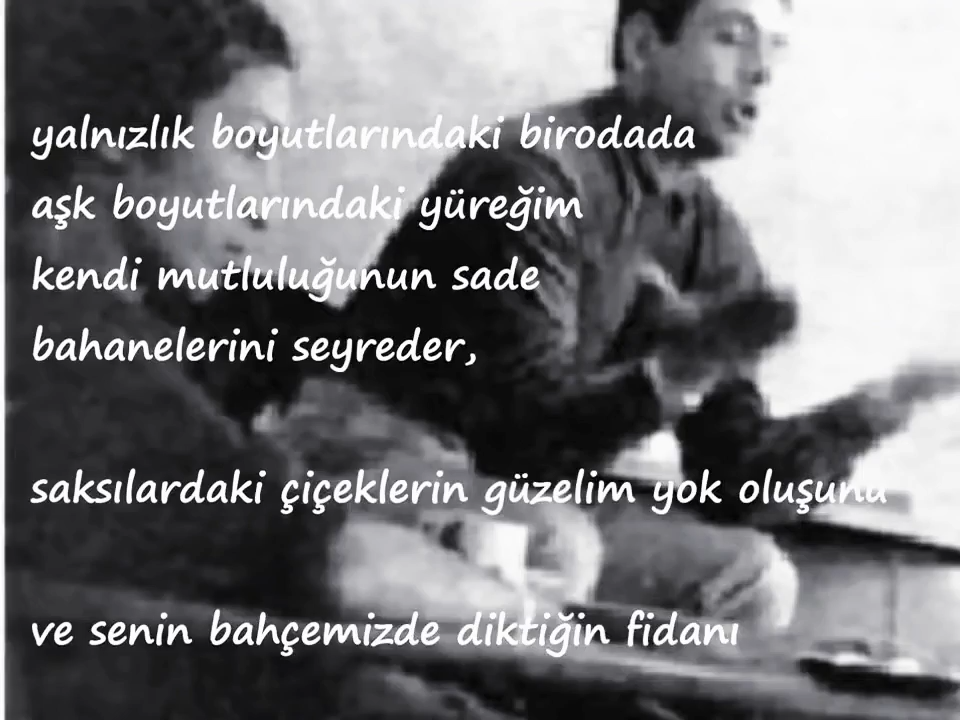 yalnızlık boyutlarındaki birodada
aşk boyutlarındaki yüreğim
kendi mutluluğunun sade
bahanelerini seyreder,
saksılardaki çiçeklerin güzelim yok oluşunu
ve senin bahçemizde diktiğin fidanı